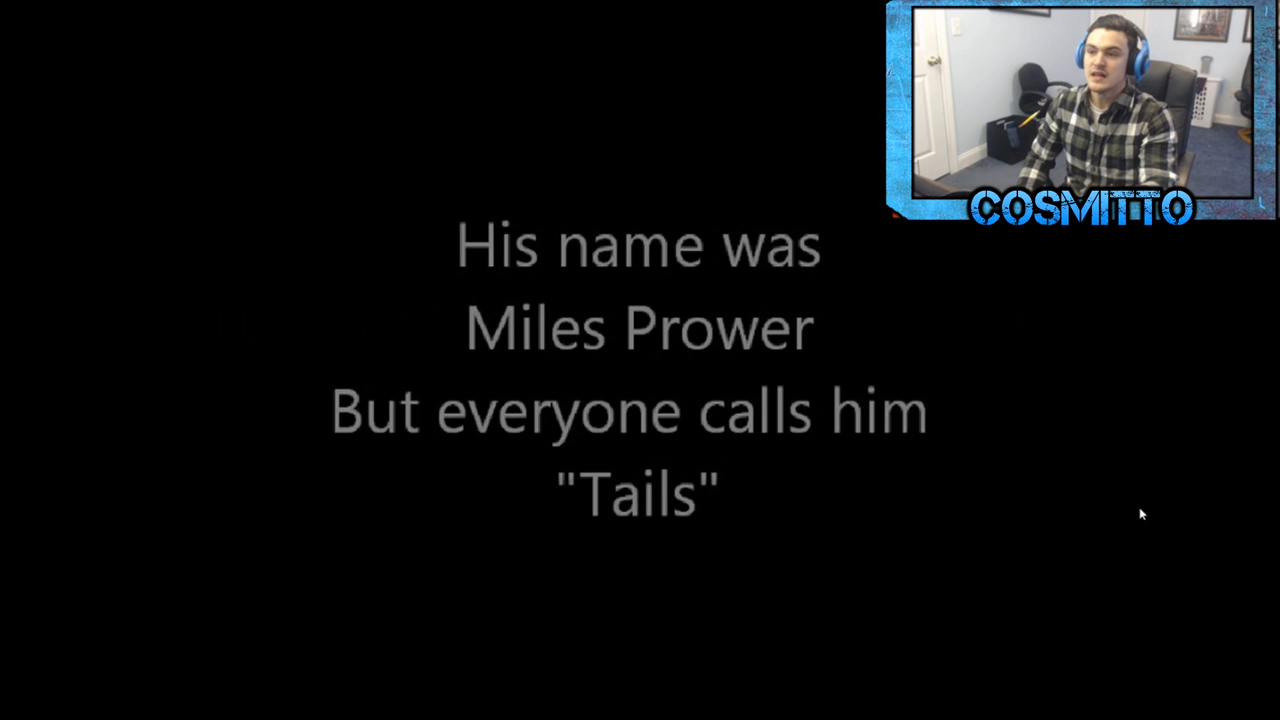 COSMITTO
His name was
Miles Prower
But everyone calls him
"Tails"